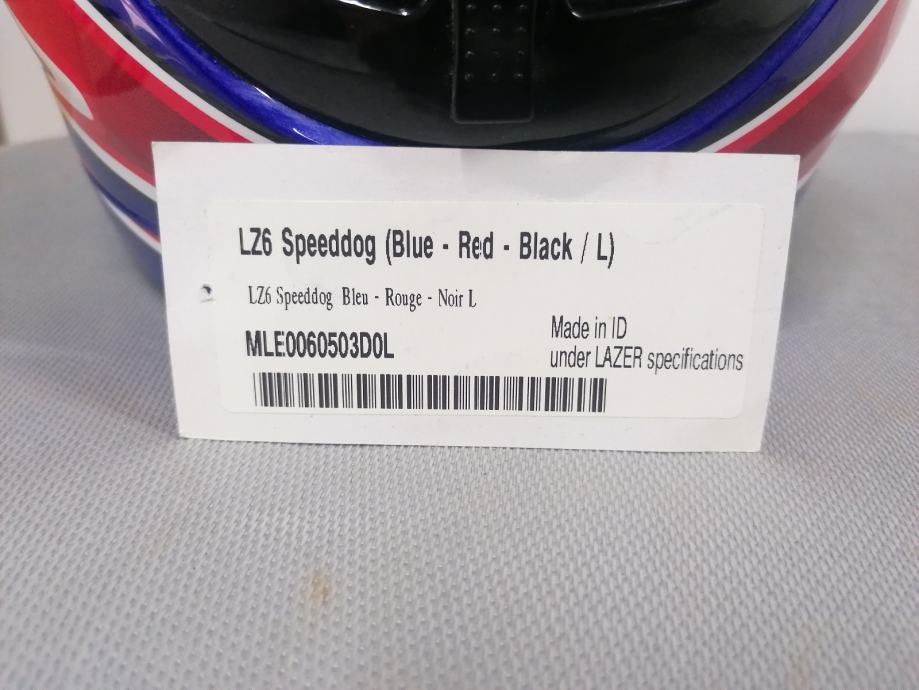 LZ6 Speeddog (Blue - Red - Black / L)
LZ6 Speeddog Bleu - Rouge - Noir L
MLE0060503D0L
Made in ID
under LAZER specifications